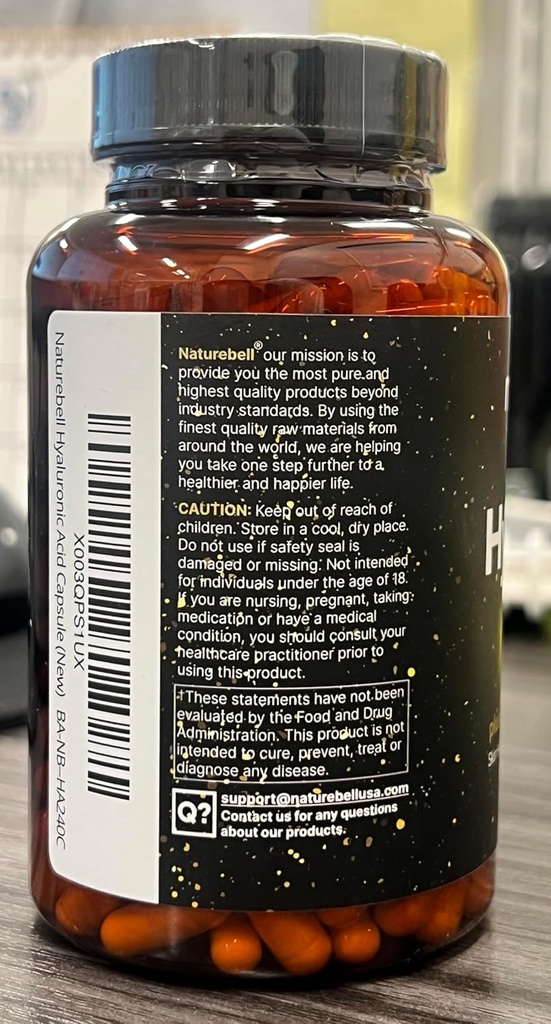 Naturebell Hyaluronic Acid Capsule (New) BA-NB-HA240C
X003QPS1UX
Naturebell® our mission is to
provide you the most pure and
highest quality products beyond
industry standards. By using the
finest quality raw materials from
around the world, we are helping
you take one step further to a
healthier and happier life.
CAUTION: Keep out of reach of
children. Store in a cool, dry place.
Do not use if safety seal is
damaged or missing. Not intended
for individuals under the age of 18.
If you are nursing, pregnant, taking
medication or have a medical
condition, you should consult your
healthcare practitioner prior to
using this product.
†These statements have not been
evaluated by the Food and Drug
Administration. This product is not
intended to cure, prevent, treat or
diagnose any disease.
Q?
support@naturebellusa.com
Contact us for any questions
about our products.
H